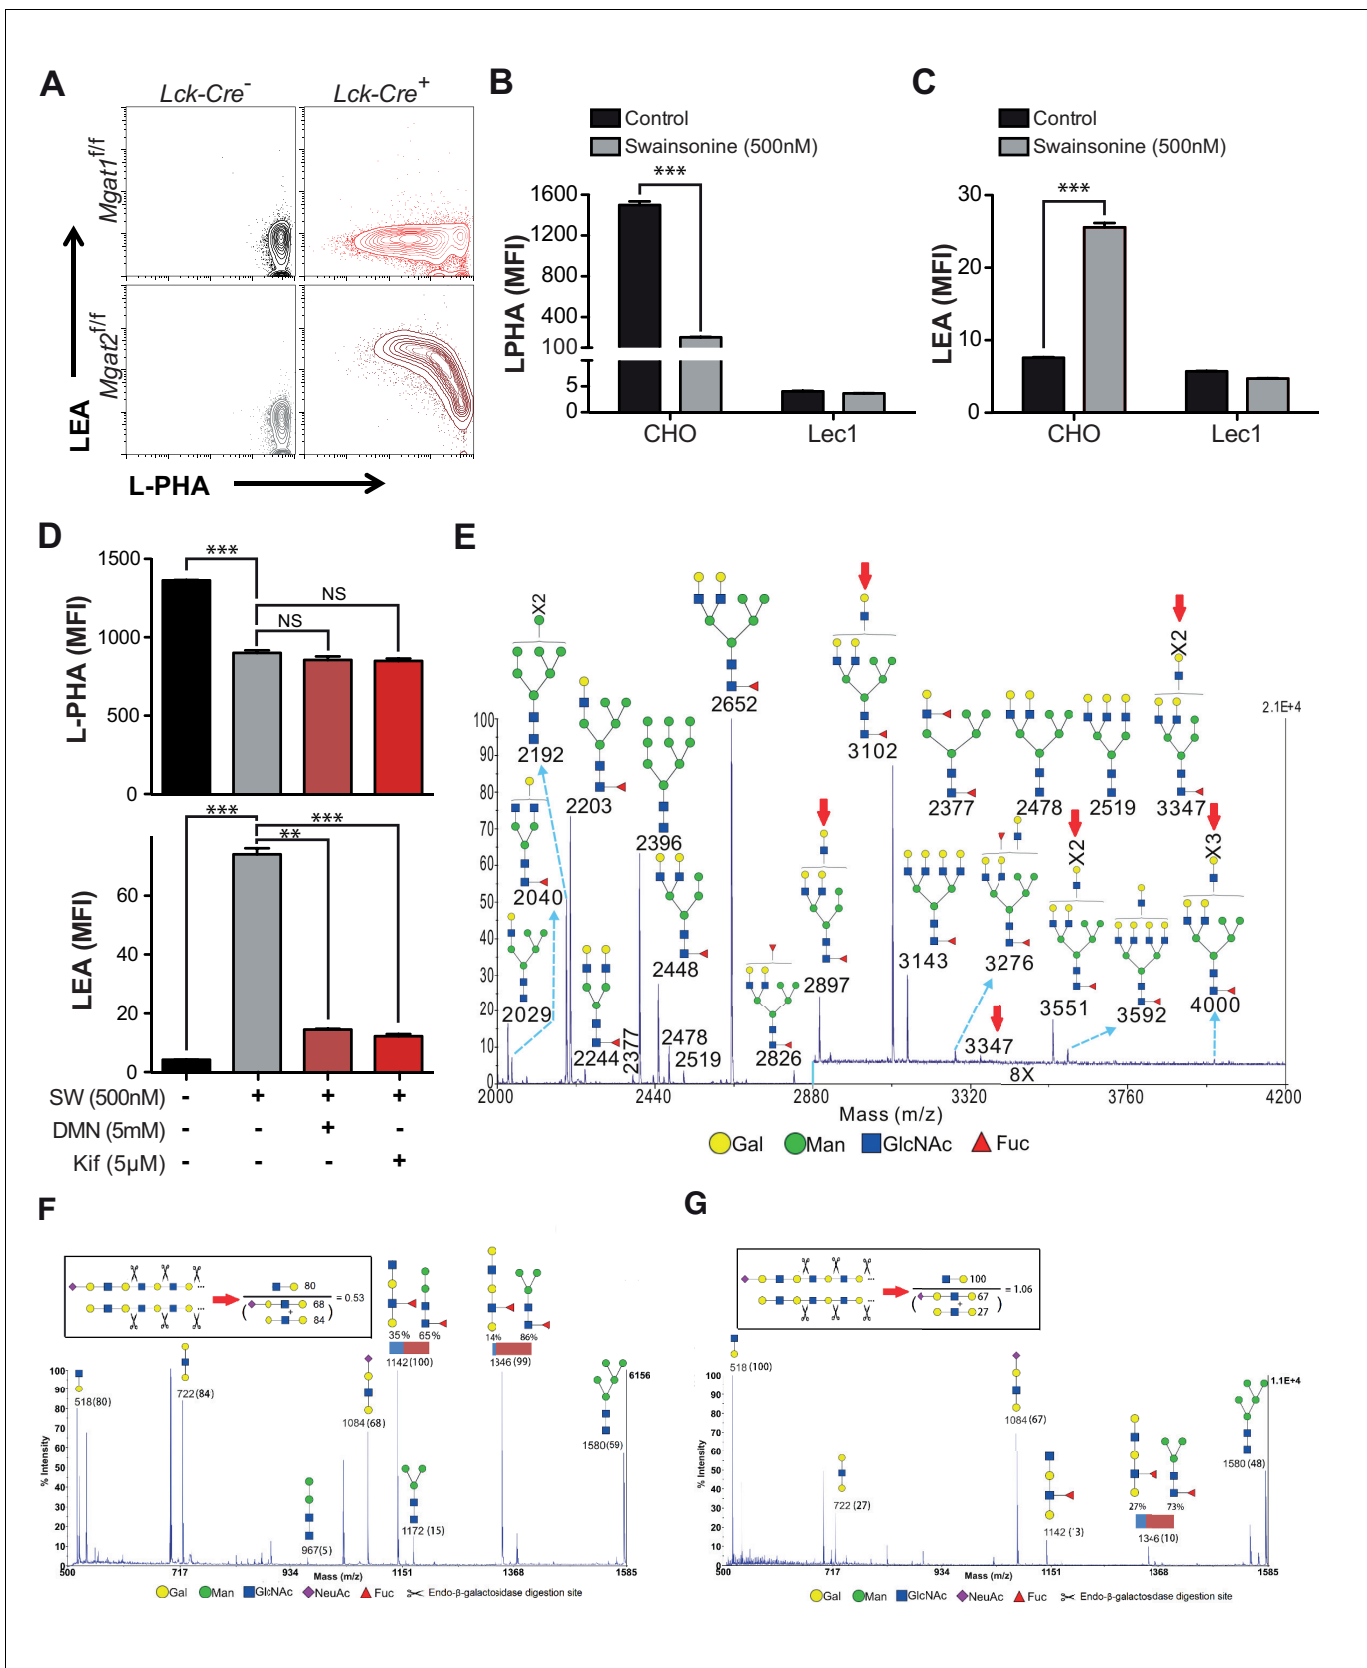 A
Lck-Cre-
Lck-Cre+
Mgat1f/f
Mgat2f/f
LEA
L-PHA
B
Control
Swainsonine (500nM)
***
LPHA (MFI)
1600
1200
800
400
100
5
0
CHO
Lec1
C
Control
Swainsonine (500nM)
***
LEA (MFI)
30
20
10
0
CHO
Lec1
D
L-PHA (MFI)
1500
1000
500
0
***
NS
NS
LEA (MFI)
60
40
20
0
***
***
**
SW (500nM) - + + +
DMN (5mM) - - + -
Kif (5µM) - - - +
E
X2
2192
2040
2029
2203
2244
2396
2377
2448
2478
2519
2652
2826
2897
3102
3143
2377
3276
2478
2519
X2
3347
3347
X2
3551
3592
X3
4000
8X
2.1E+4
100
90
80
70
60
50
40
30
20
10
0
2000
2440
2880
3320
3760
4200
Mass (m/z)
Gal Man GlcNAc Fuc
F
80
68
+
84
= 0.53
35% 65%
1142 (100)
14% 86%
1346 (99)
518 (80)
722 (84)
1084 (68)
967(5)
1172 (15)
1580(59)
6156
% Intensity
100
90
80
70
60
50
40
30
20
10
0
500
717
934
1151
1368
1585
Mass (m/z)
Gal Man GlcNAc NeuAc Fuc Endo-β-galactosidase digestion site
G
100
67
+
27
= 1.06
518 (100)
722 (27)
1084 (67)
27% 73%
1346 (10)
1580 (48)
1.1E+4
% Intensity
100
90
80
70
60
50
40
30
20
10
0
500
717
934
1151
1368
1585
Mass (m/z)
Gal Man GlcNAc NeuAc Fuc Endo-β-galactosdase digestion site